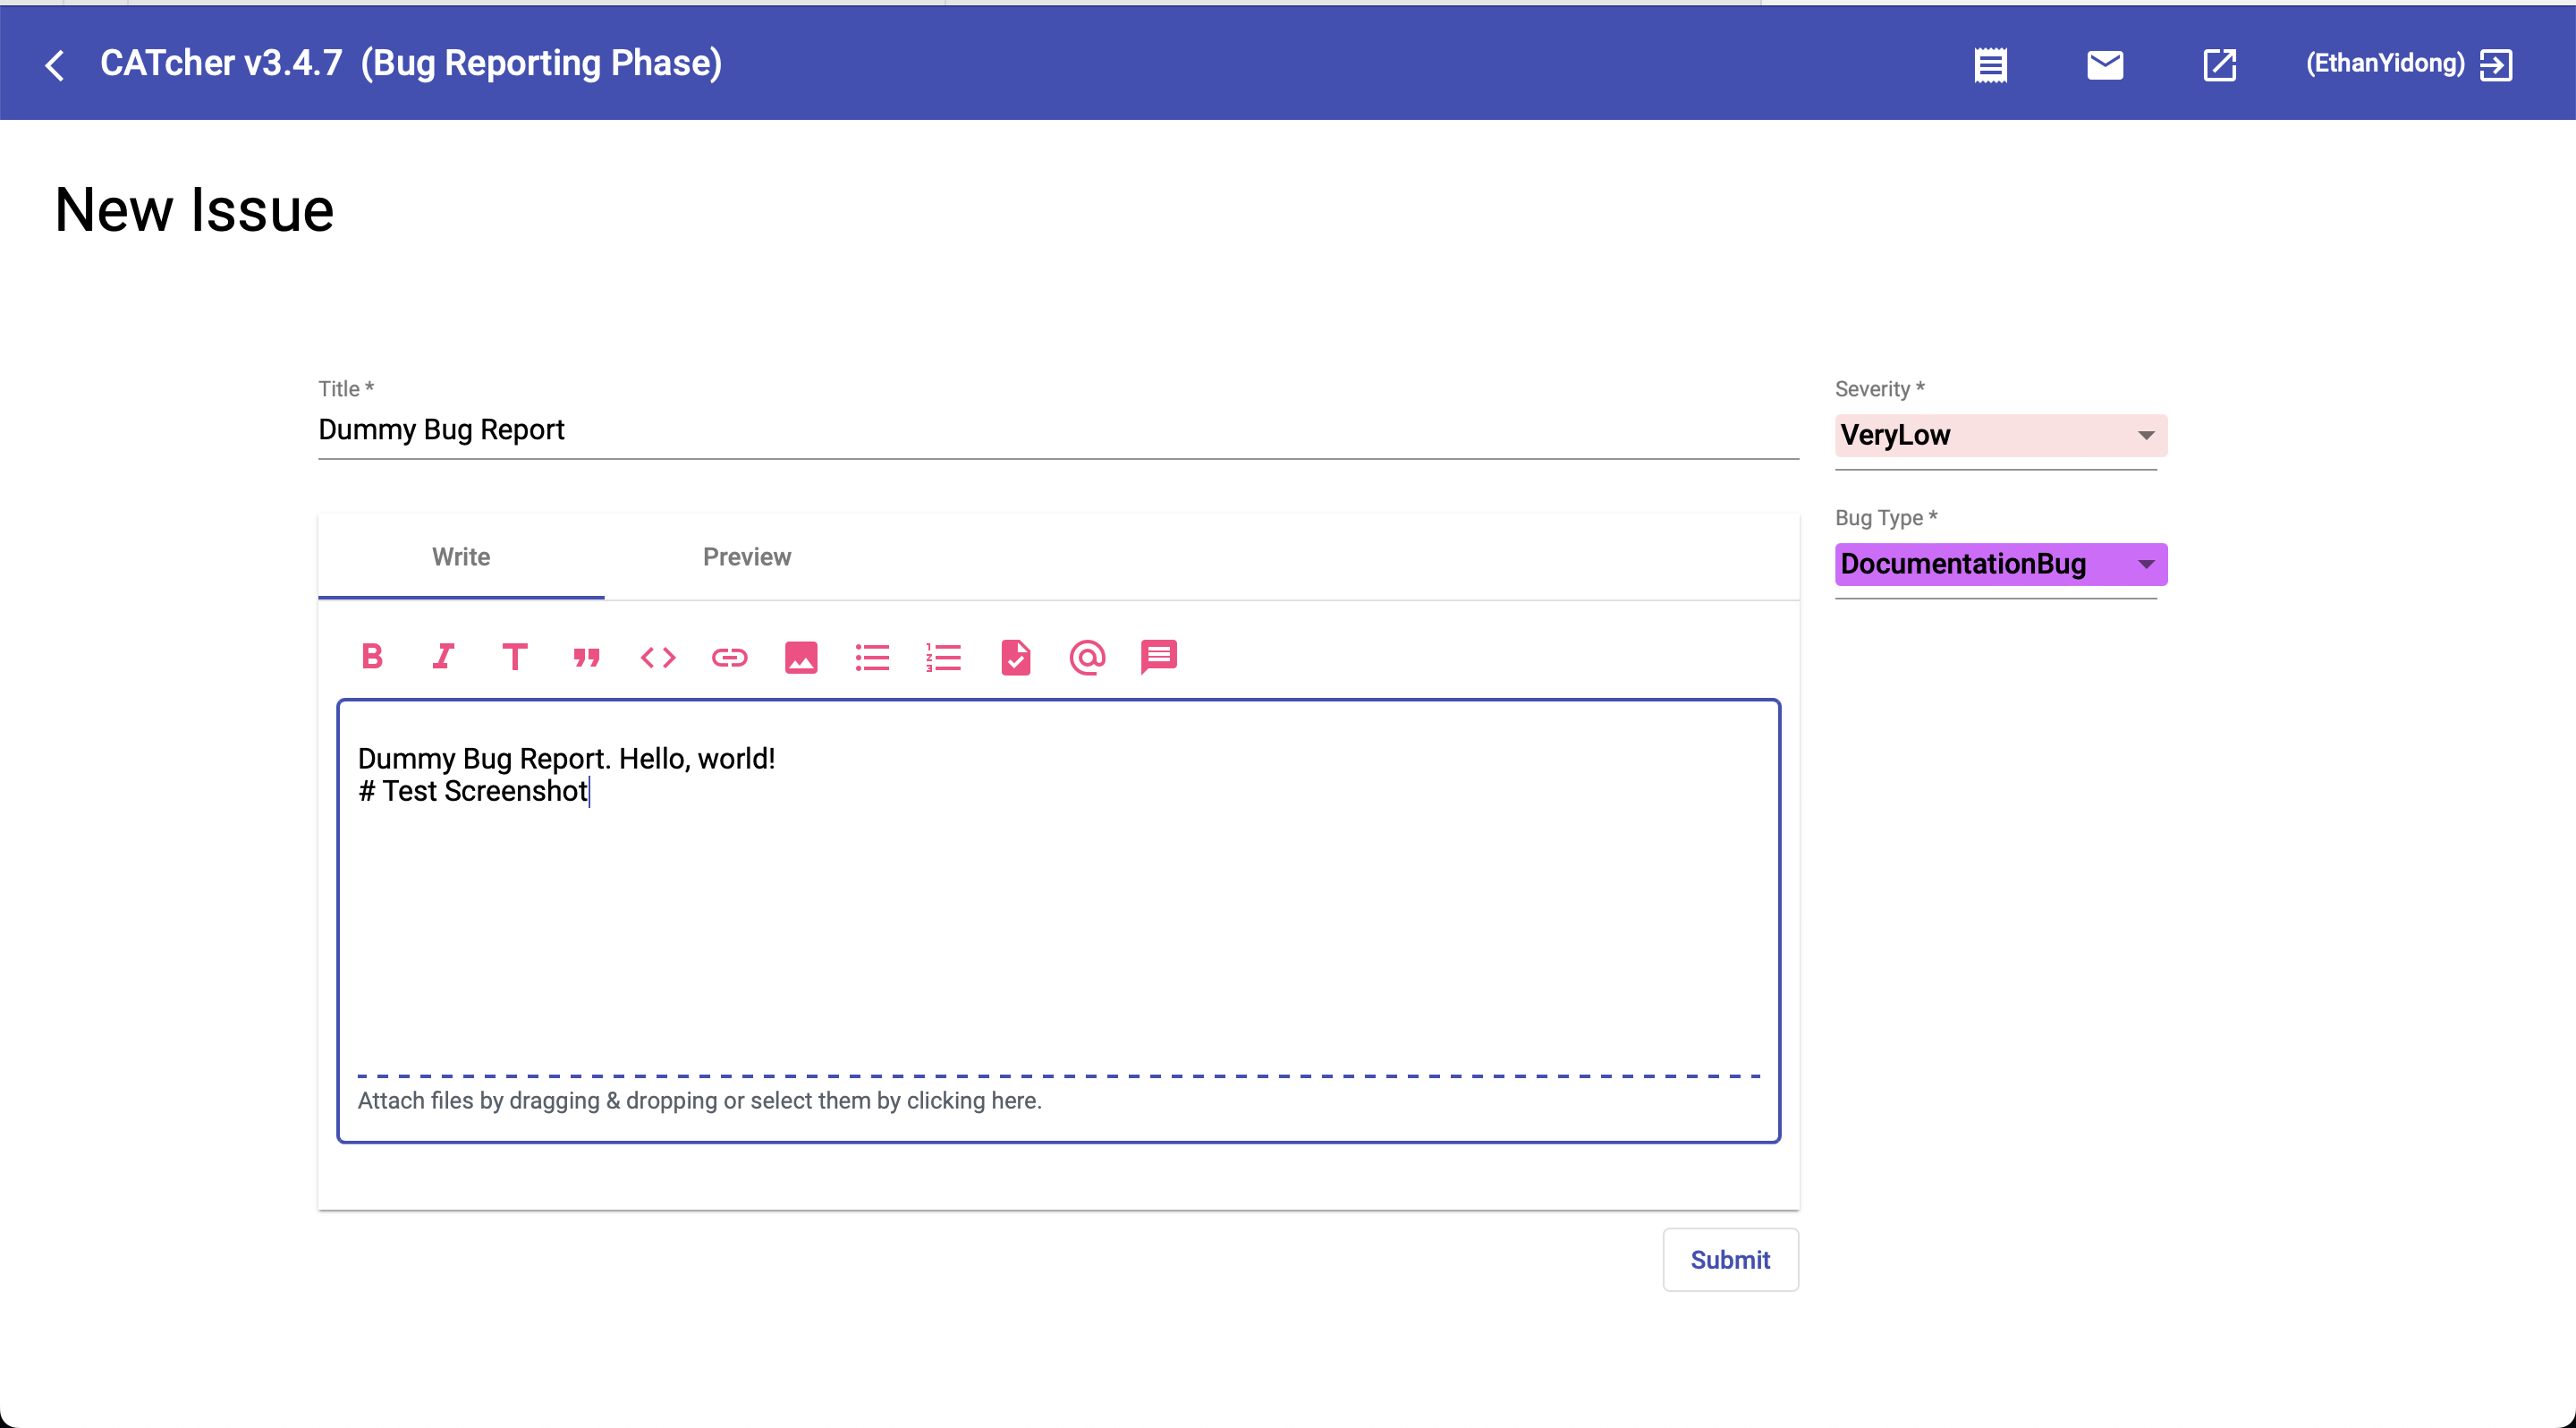 CATcher v3.4.7 (Bug Reporting Phase)
(EthanYidong)
New Issue
Title *
Dummy Bug Report
Severity *
VeryLow
Bug Type *
DocumentationBug
Write
Preview
Dummy Bug Report. Hello, world!
# Test Screenshot
Attach files by dragging & dropping or select them by clicking here.
Submit